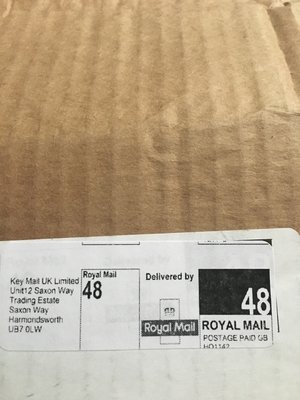 Key Mail UK Limited
Unit12 Saxon Way
Trading Estate
Saxon Way
Harmondsworth
UB7 0LW
Royal Mail
48
Delivered by
Royal Mail
48
ROYAL MAIL
POSTAGE PAID GB
HQ1142